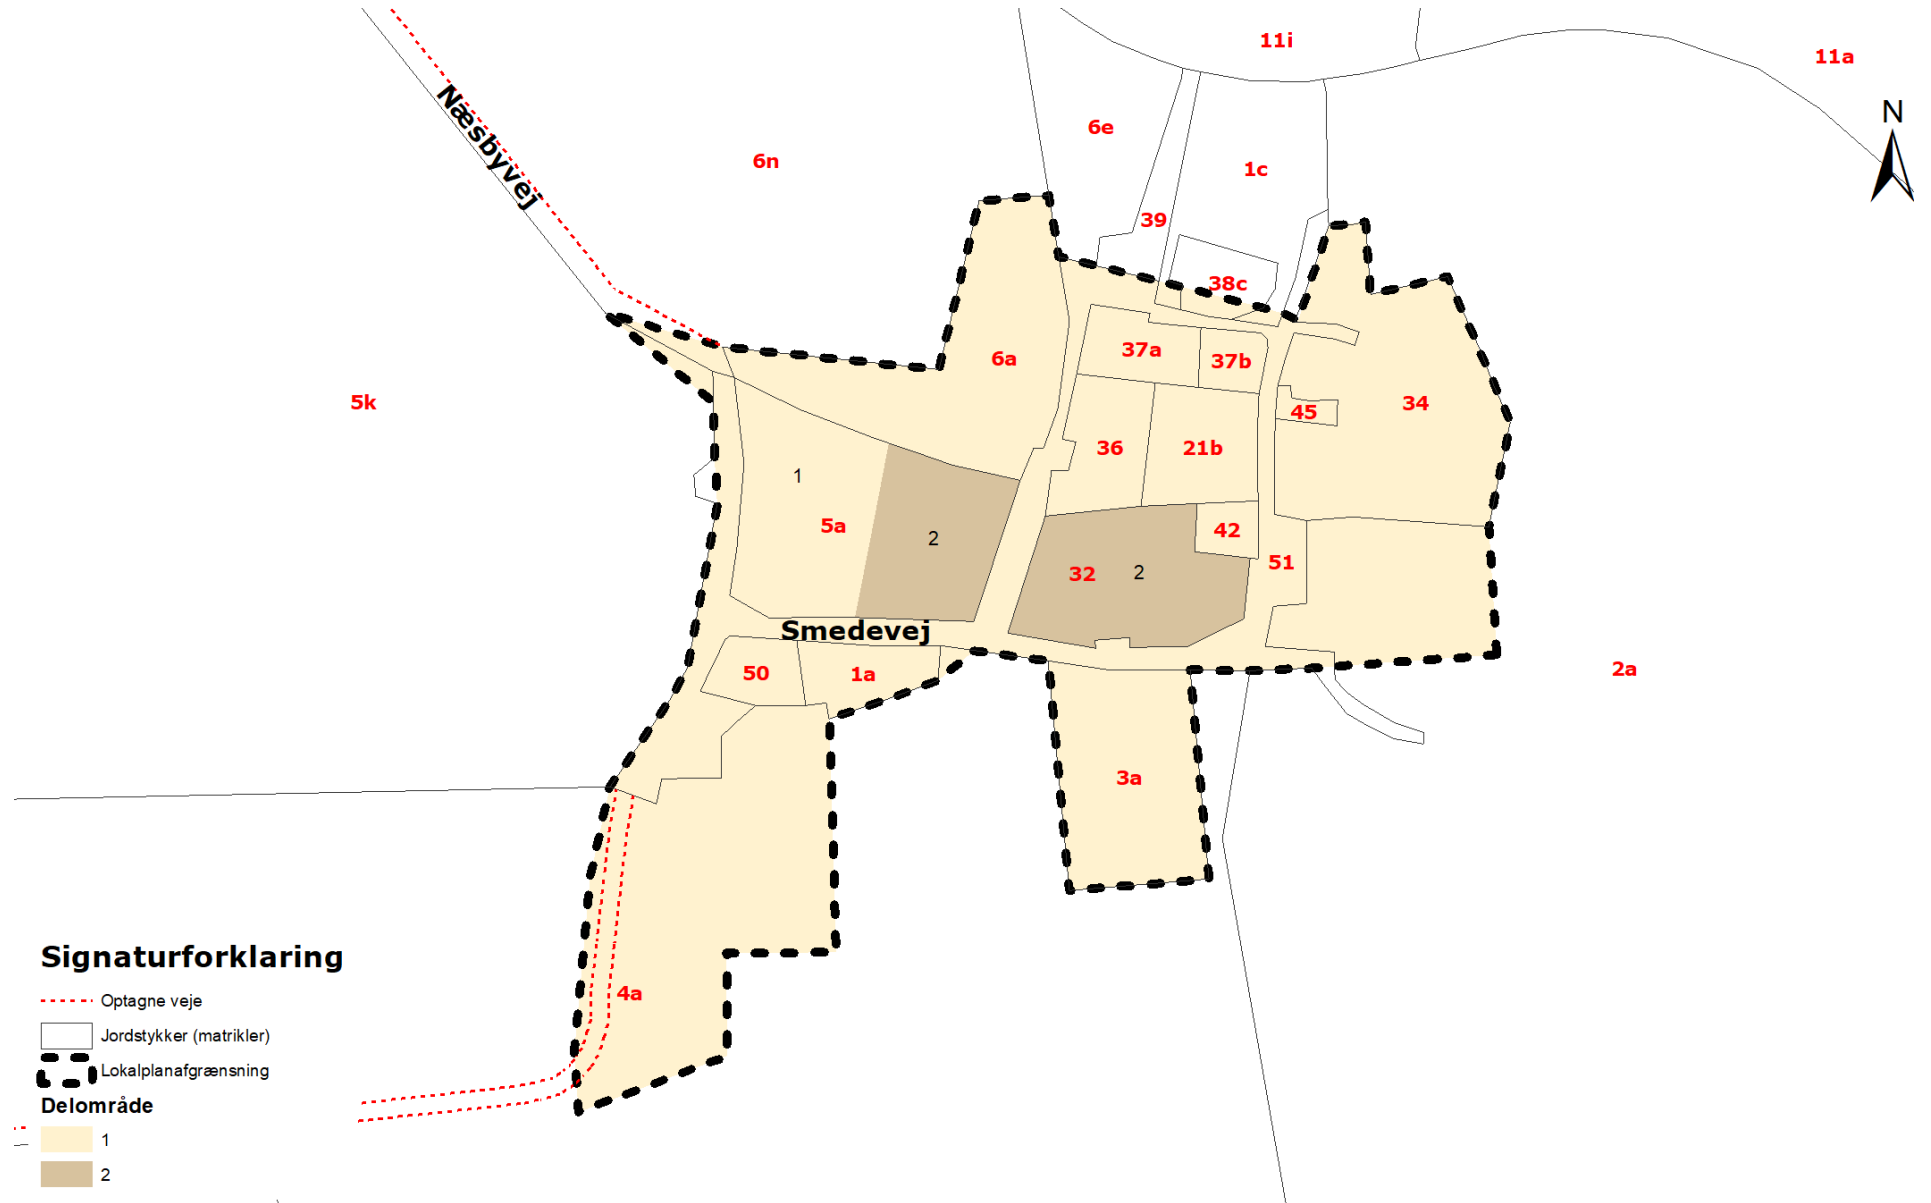 11i
11a
N
Næsbyvej
6e
6n
1c
39
38c
37a
37b
6a
5k
45
34
36
21b
1
5a
2
42
32
2
51
Smedevej
50
1a
2a
3a
4a
Signaturforklaring
Optagne veje
Jordstykker (matrikler)
Lokalplanafgrænsning
Delområde
1
2